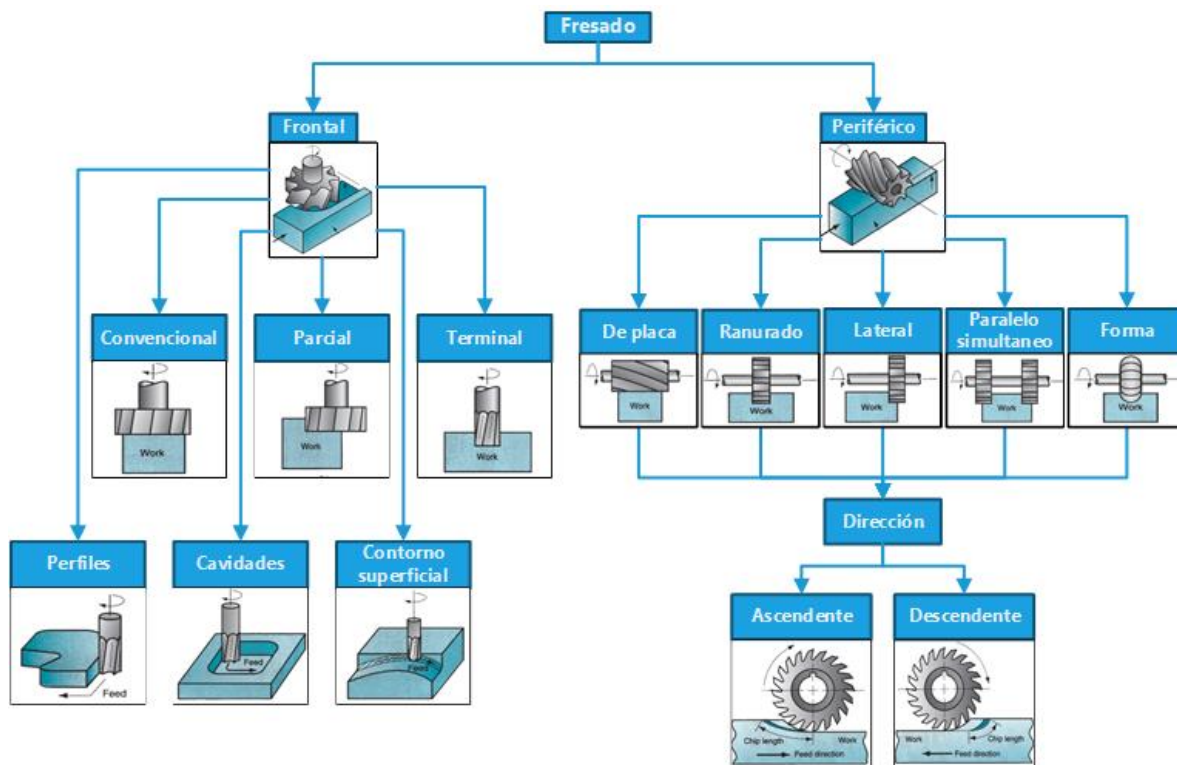 Fresado
Frontal
Periférico
Convencional
Work
Parcial
Work
Terminal
Work
De placa
Work
Ranurado
Work
Lateral
Work
Paralelo
simultaneo
Work
Forma
Work
Perfiles
Feed
Cavidades
Feed
Contorno
superficial
Feed
Dirección
Ascendente
Chip length
Work
Feed direction
Descendente
Work
Chip length
Feed direction